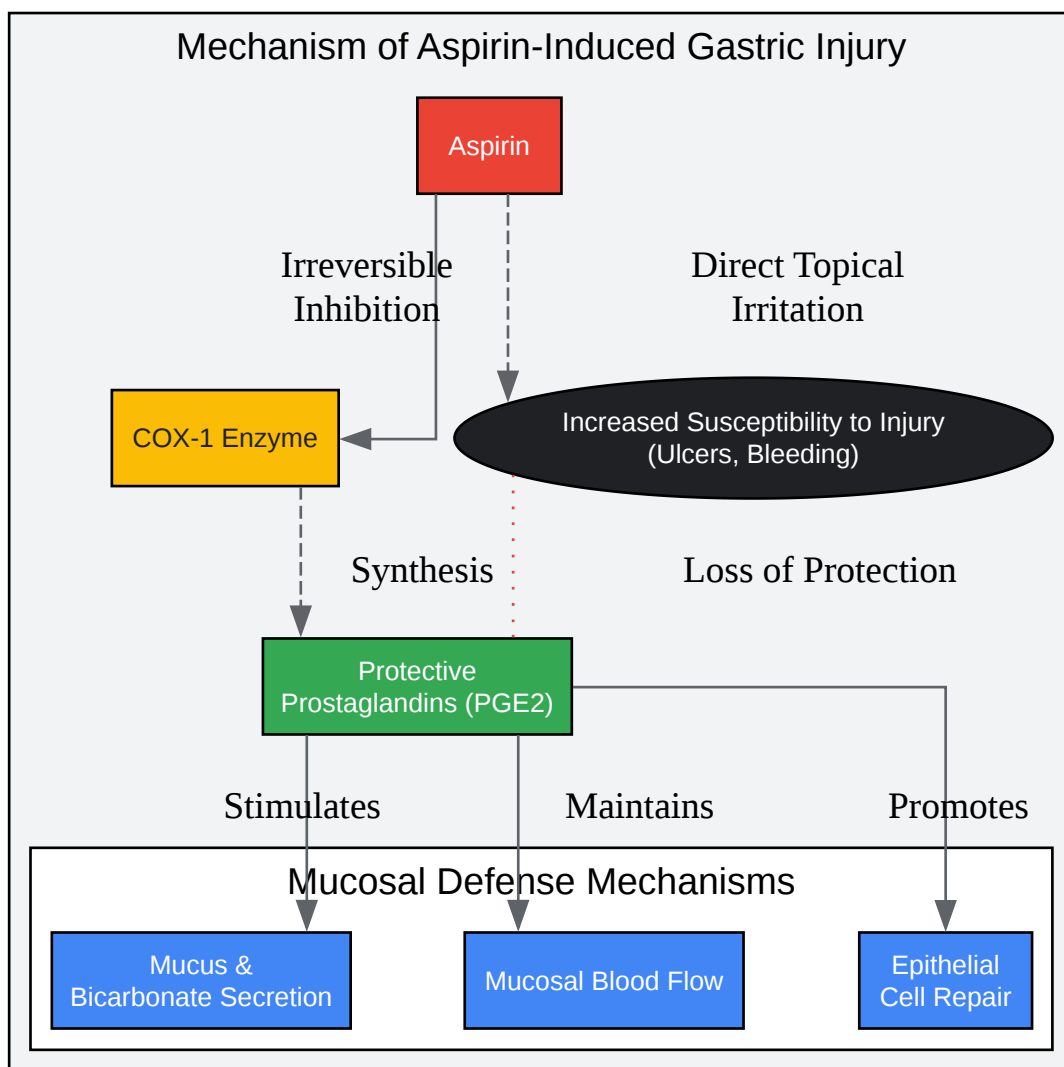 Mechanism of Aspirin-Induced Gastric Injury
Aspirin
Irreversible
Inhibition
Direct Topical
Irritation
COX-1 Enzyme
Increased Susceptibility to Injury
(Ulcers, Bleeding)
Synthesis
Loss of Protection
Protective
Prostaglandins (PGE2)
Stimulates
Maintains
Promotes
Mucosal Defense Mechanisms
Mucus &
Bicarbonate Secretion
Mucosal Blood Flow
Epithelial
Cell Repair